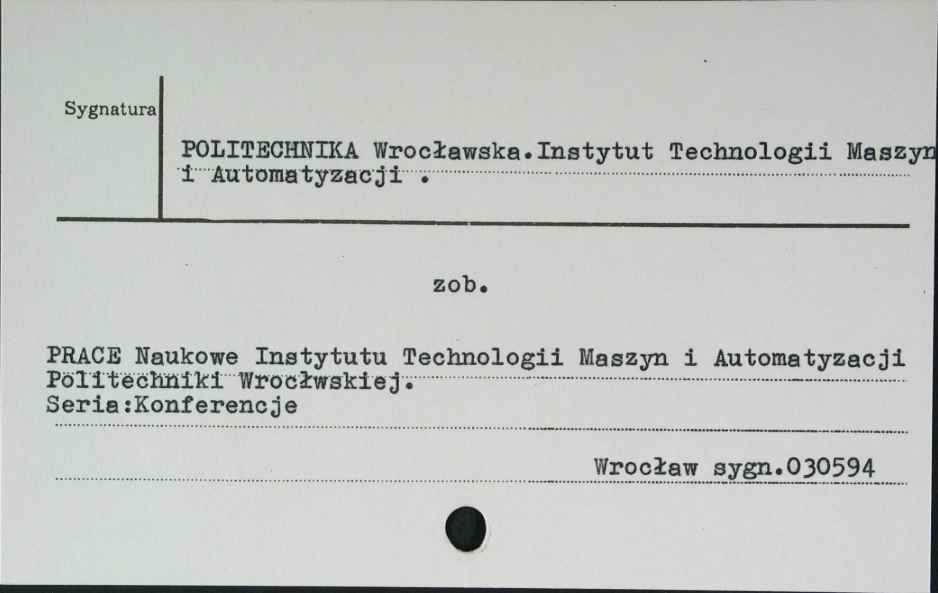 Sygnatura
POLITECHNIKA Wrocławska.Instytut Technologii Maszyn
i Automatyzacji .
zob.
PRACE Naukowe Instytutu Technologii Maszyn i Automatyzacji
Politechniki Wrocłwskiej.
Seria:Konferencje
Wrocław sygn.030594